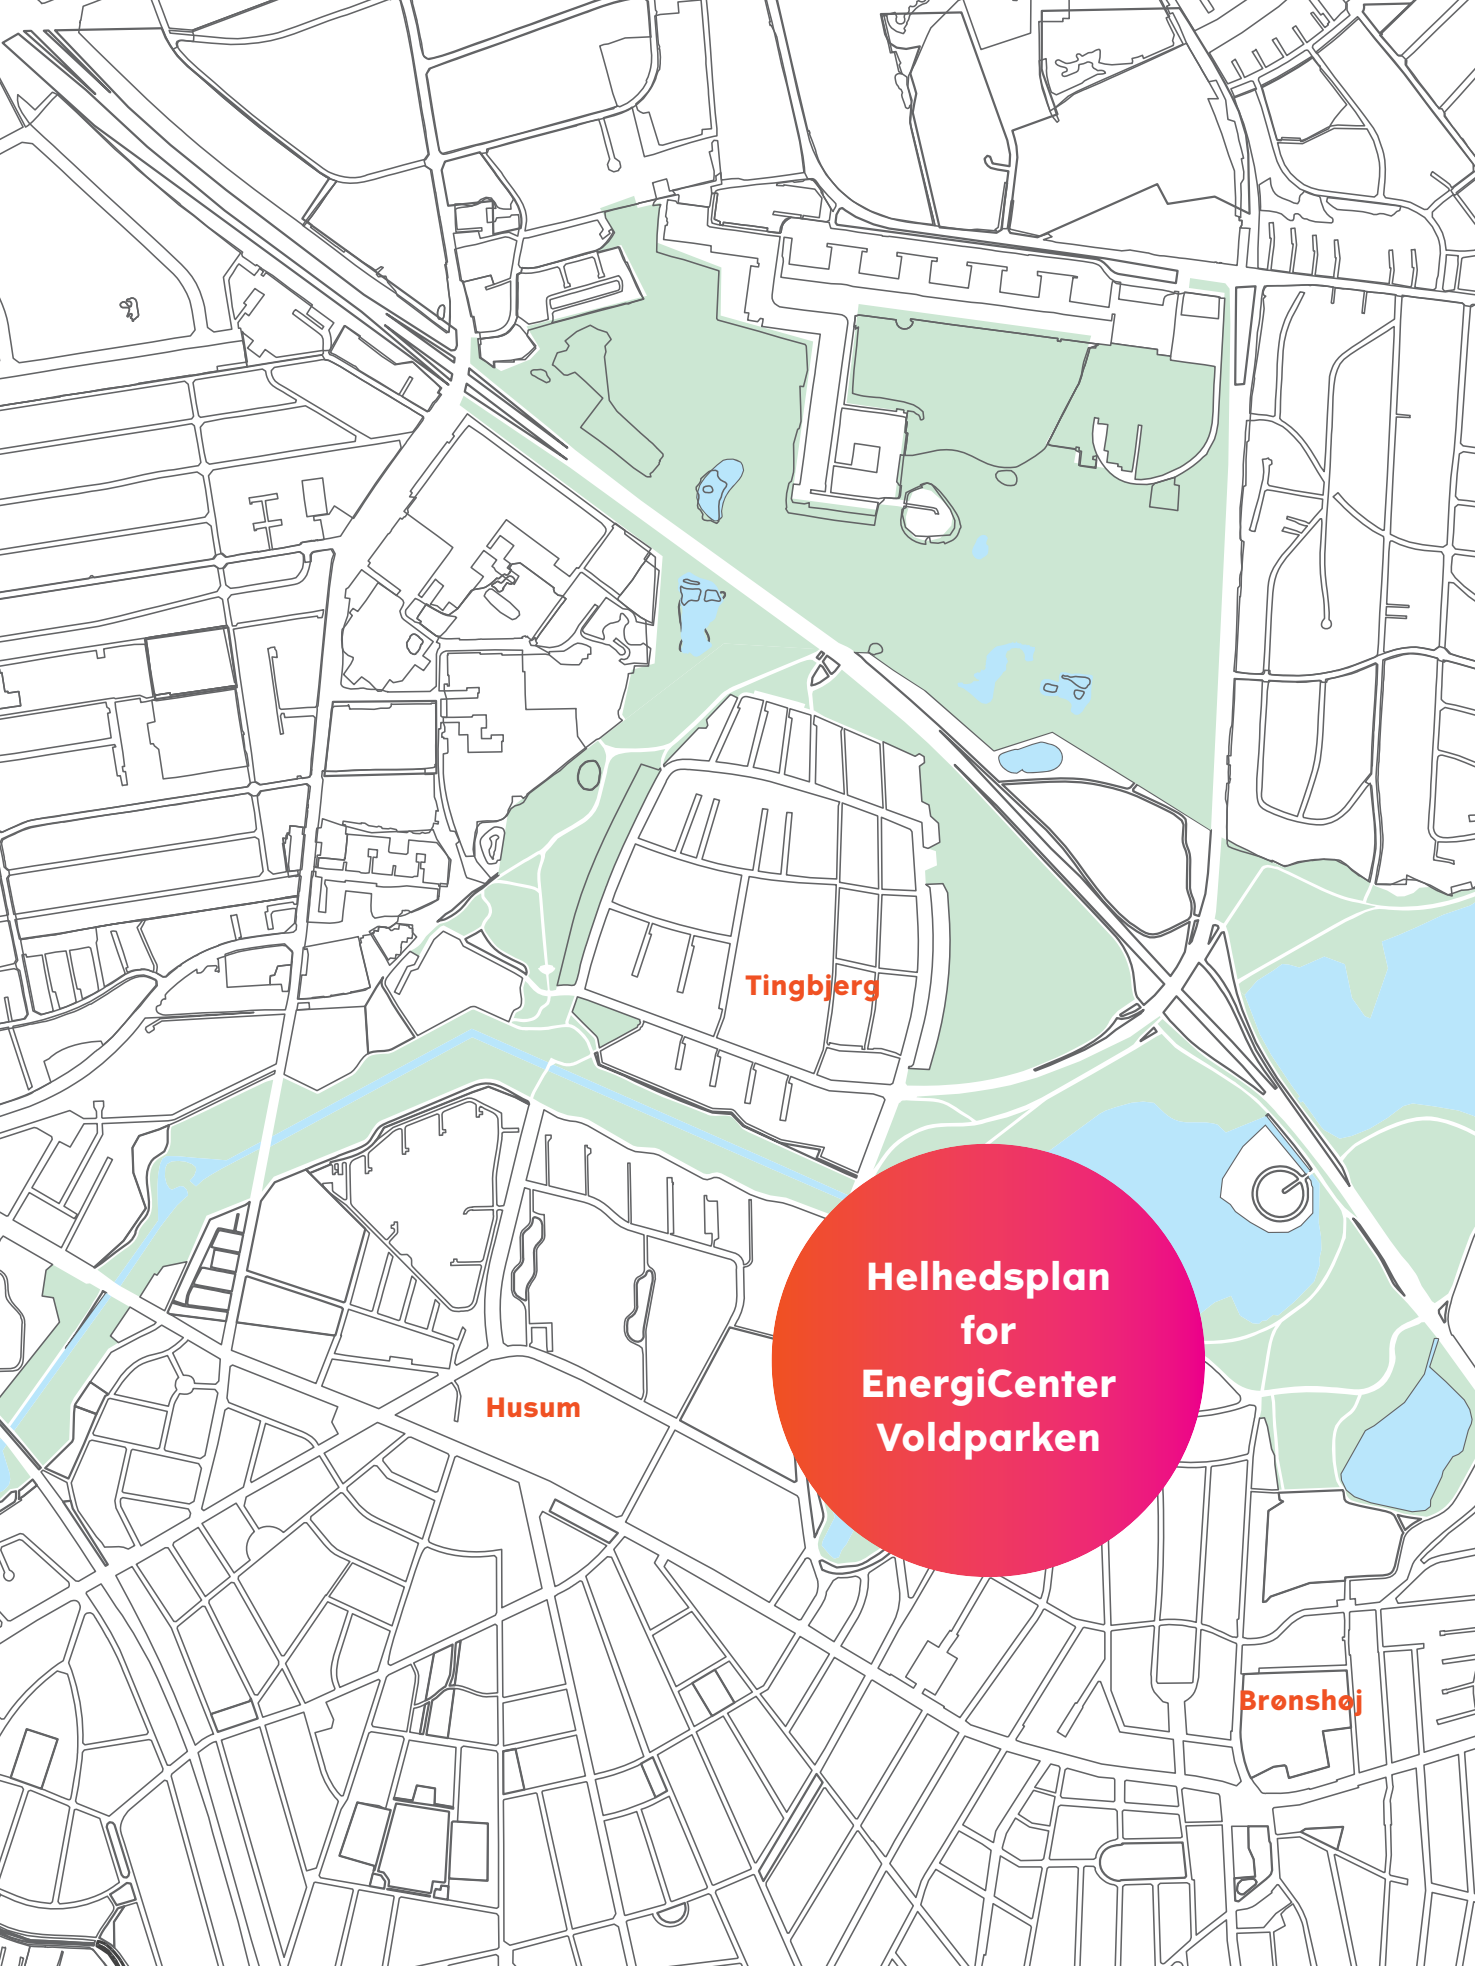 Tingbjerg
Helhedsplan
for
EnergiCenter
Voldparken
Husum
Brønshøj